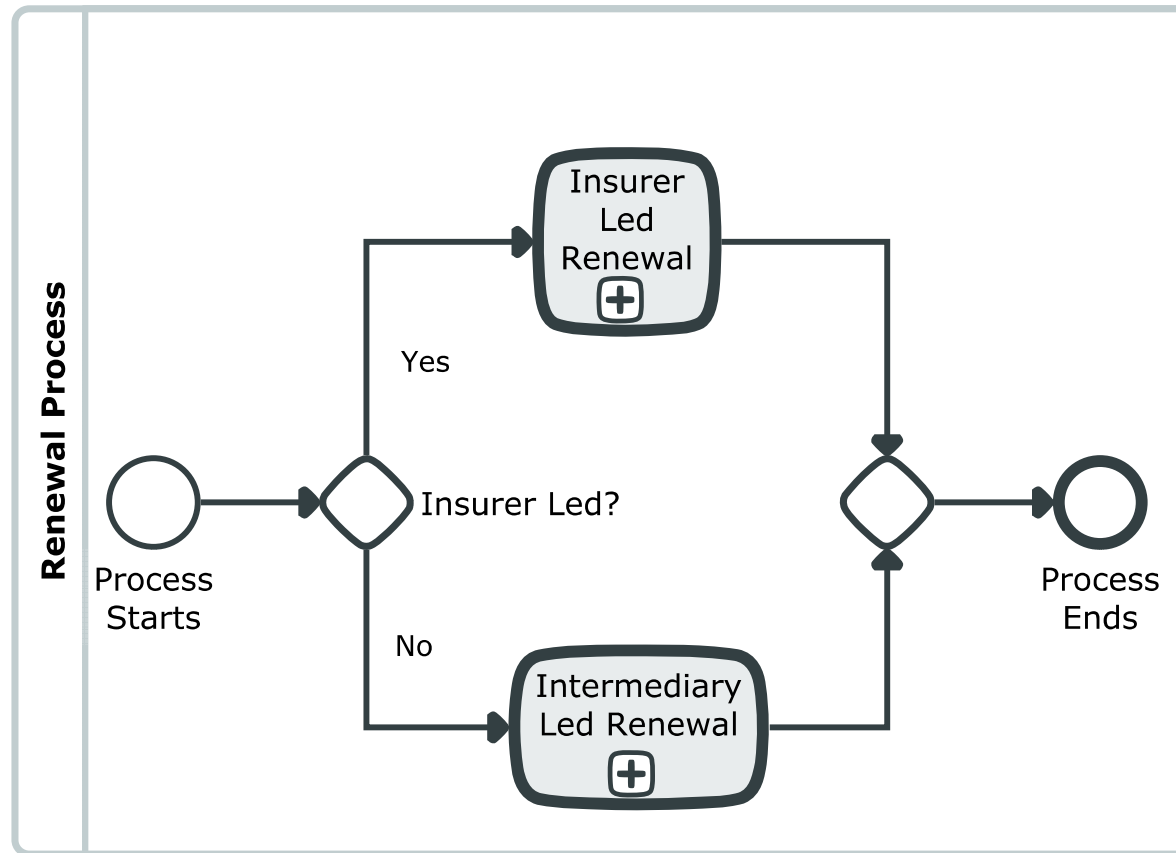 Renewal Process
Process
Starts
Insurer Led?
Yes
Insurer
Led
Renewal
No
Intermediary
Led Renewal
Process
Ends